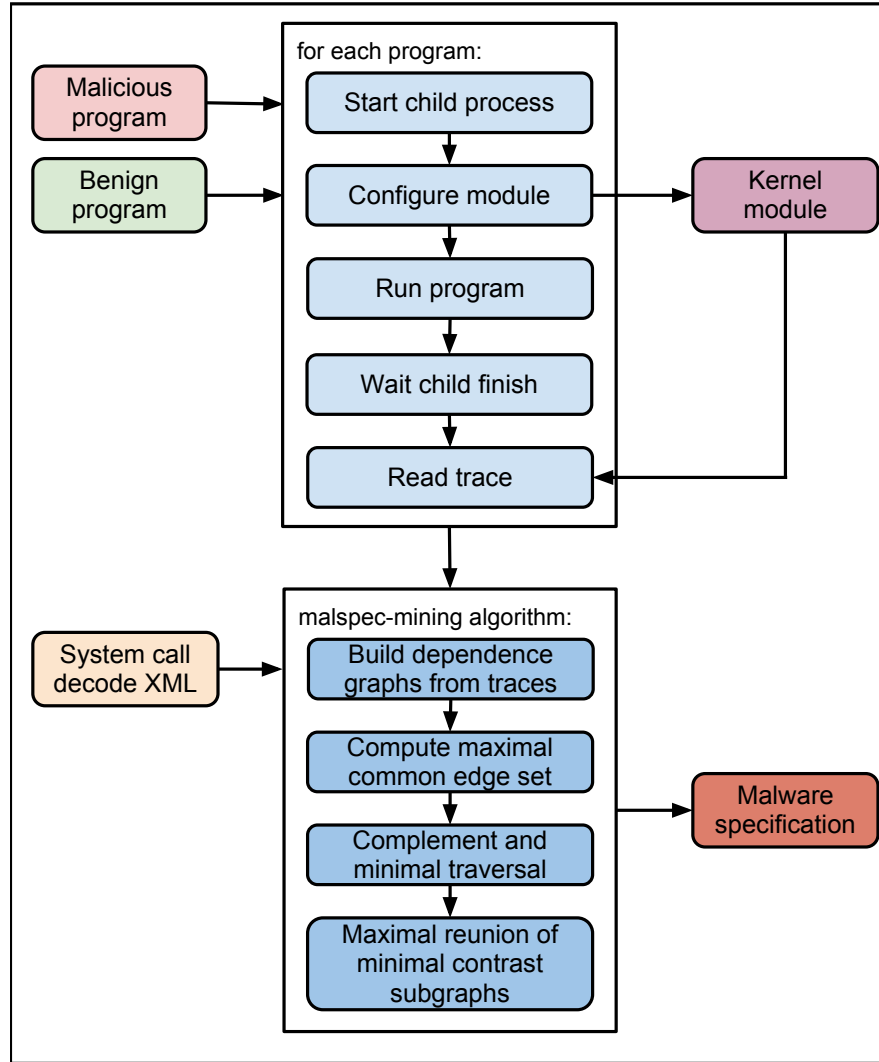 for each program:
Malicious
program
Benign
program
Start child process
Configure module
Run program
Wait child finish
Read trace
Kernel
module
malspec-mining algorithm:
System call
decode XML
Build dependence
graphs from traces
Compute maximal
common edge set
Complement and
minimal traversal
Maximal reunion of
minimal contrast
subgraphs
Malware
specification